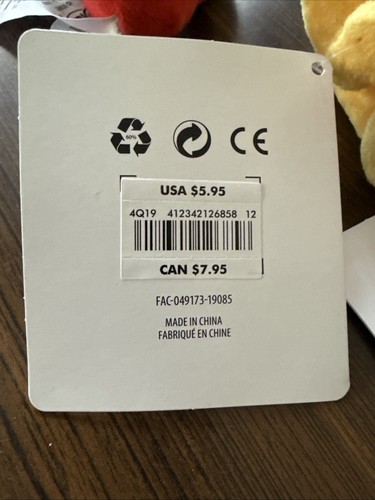 60%
CE
USA $5.95
4Q19 412342126858 12
CAN $7.95
FAC-049173-19085
MADE IN CHINA
FABRIQUÉ EN CHINE